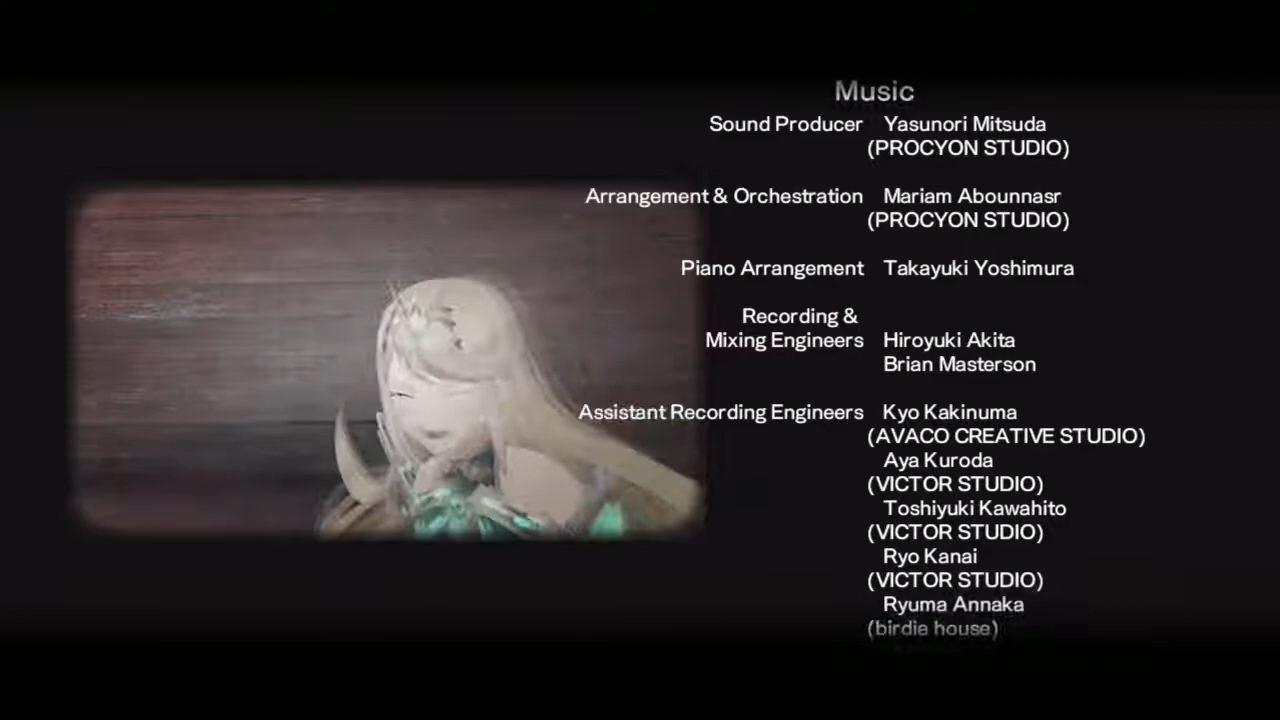 Music
Sound Producer Yasunori Mitsuda
(PROCYON STUDIO)
Arrangement & Orchestration Mariam Abounnasr
(PROCYON STUDIO)
Piano Arrangement Takayuki Yoshimura
Recording &
Mixing Engineers Hiroyuki Akita
Brian Masterson
Assistant Recording Engineers Kyo Kakinuma
(AVACO CREATIVE STUDIO)
Aya Kuroda
(VICTOR STUDIO)
Toshiyuki Kawahito
(VICTOR STUDIO)
Ryo Kanai
(VICTOR STUDIO)
Ryuma Annaka
(birdie house)